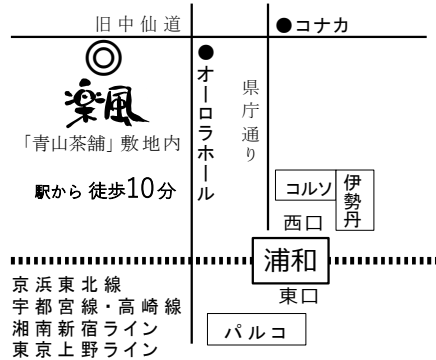 旧中仙道
●コナカ
楽風
「青山茶舗」敷地内
駅から 徒歩10分
●オーロラホール
県庁通り
コルソ
伊勢丹
西口
浦和
東口
パルコ
京浜東北線
宇都宮線・高崎線
湘南新宿ライン
東京上野ライン